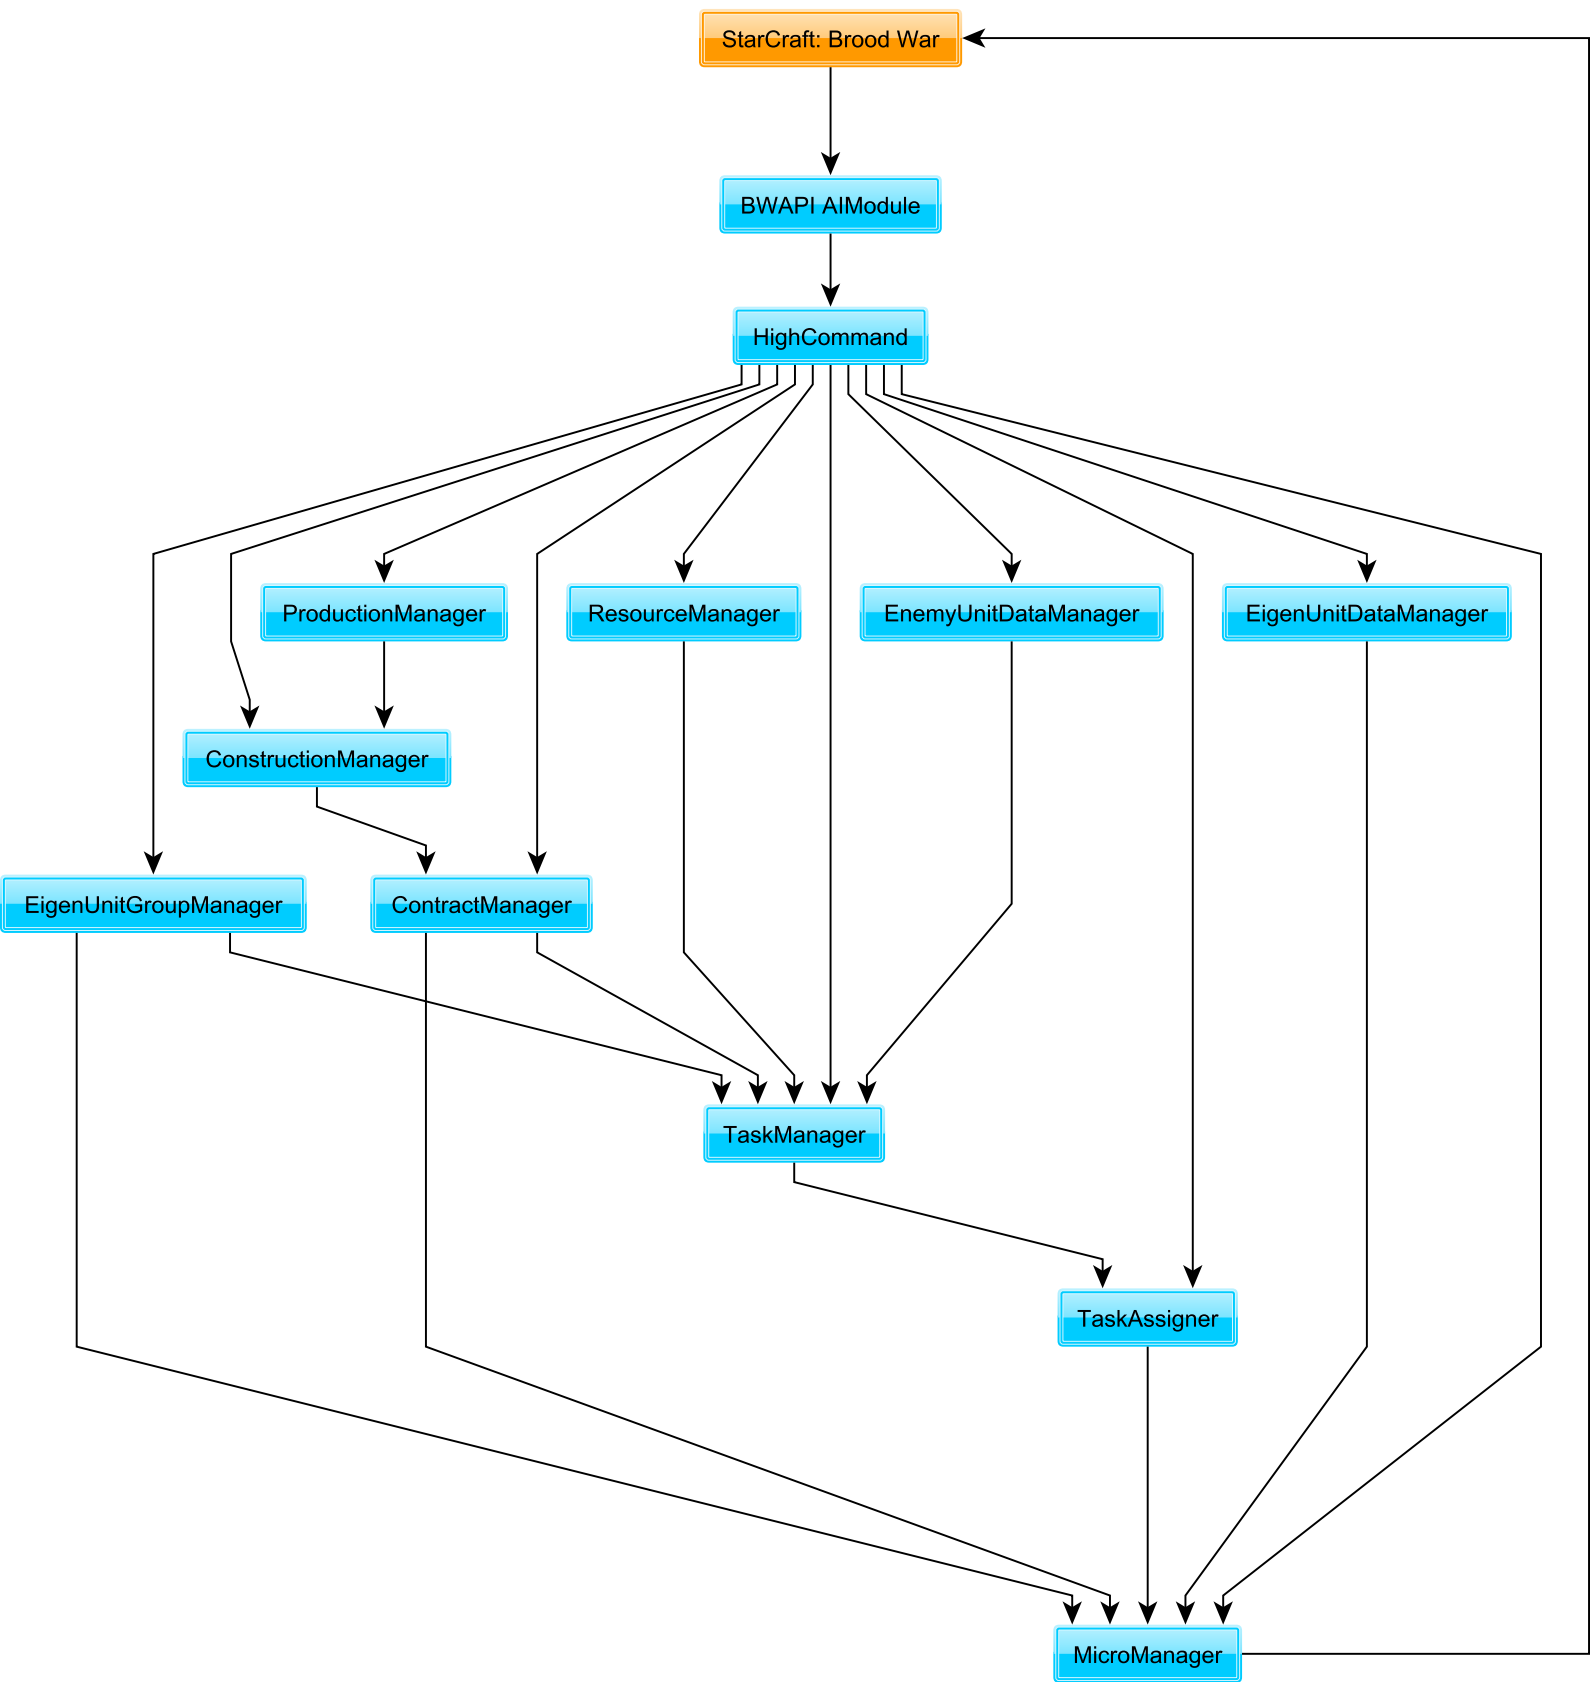 StarCraft: Brood War
BWAPI AIModule
HighCommand
ProductionManager
ResourceManager
EnemyUnitDataManager
EigenUnitDataManager
ConstructionManager
EigenUnitGroupManager
ContractManager
TaskManager
TaskAssigner
MicroManager